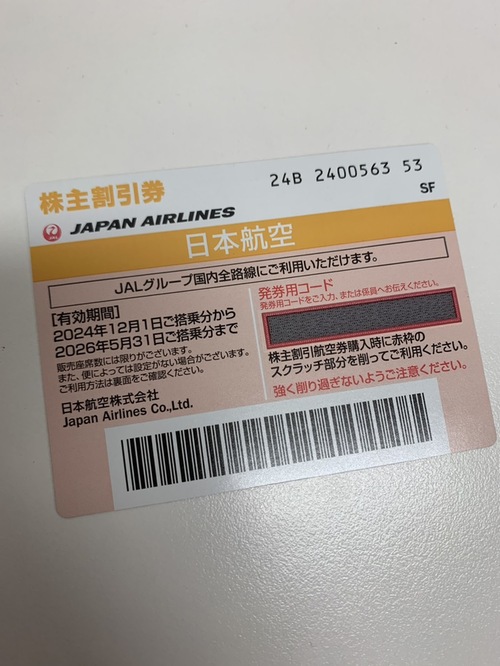 株主割引券
24B 2400563 53
SF
JAPAN AIRLINES
日本航空
JALグループ国内全路線にご利用いただけます。
[有効期間]
2024年12月1日ご搭乗分から
2026年5月31日ご搭乗分まで
販売座席数には限りがございます。
また、便によっては設定がない場合がございます。
ご利用方法は裏面をご確認ください。
日本航空株式会社
Japan Airlines Co.,Ltd.
発券用コード
発券用コードをご入力、または係員へお伝えください。
株主割引航空券購入時に赤枠の
スクラッチ部分を削ってご利用ください。
強く削り過ぎないようご注意ください。